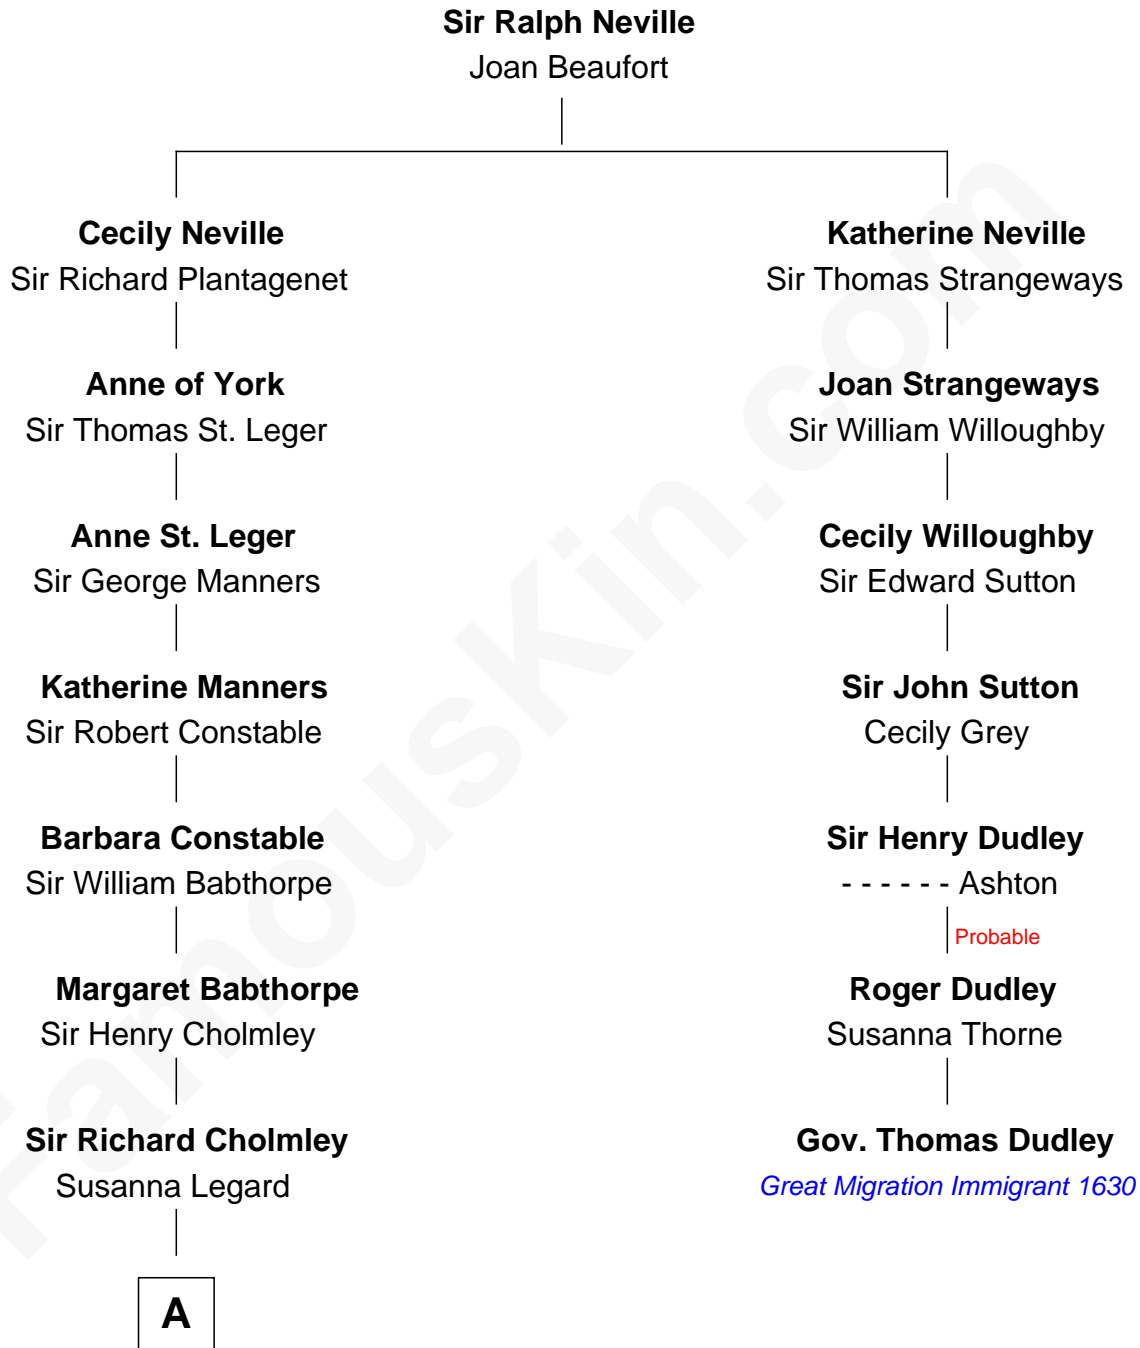 Sir Ralph Neville
Joan Beaufort
Cecily Neville
Sir Richard Plantagenet
Katherine Neville
Sir Thomas Strangeways
Anne of York
Sir Thomas St. Leger
Joan Strangeways
Sir William Willoughby
Anne St. Leger
Sir George Manners
Cecily Willoughby
Sir Edward Sutton
Katherine Manners
Sir Robert Constable
Sir John Sutton
Cecily Grey
Barbara Constable
Sir William Babthorpe
Sir Henry Dudley
- - - - - - Ashton
Probable
Margaret Babthorpe
Sir Henry Cholmley
Roger Dudley
Susanna Thorne
Sir Richard Cholmley
Susanna Legard
Gov. Thomas Dudley
Great Migration Immigrant 1630
A
FamousKin.com